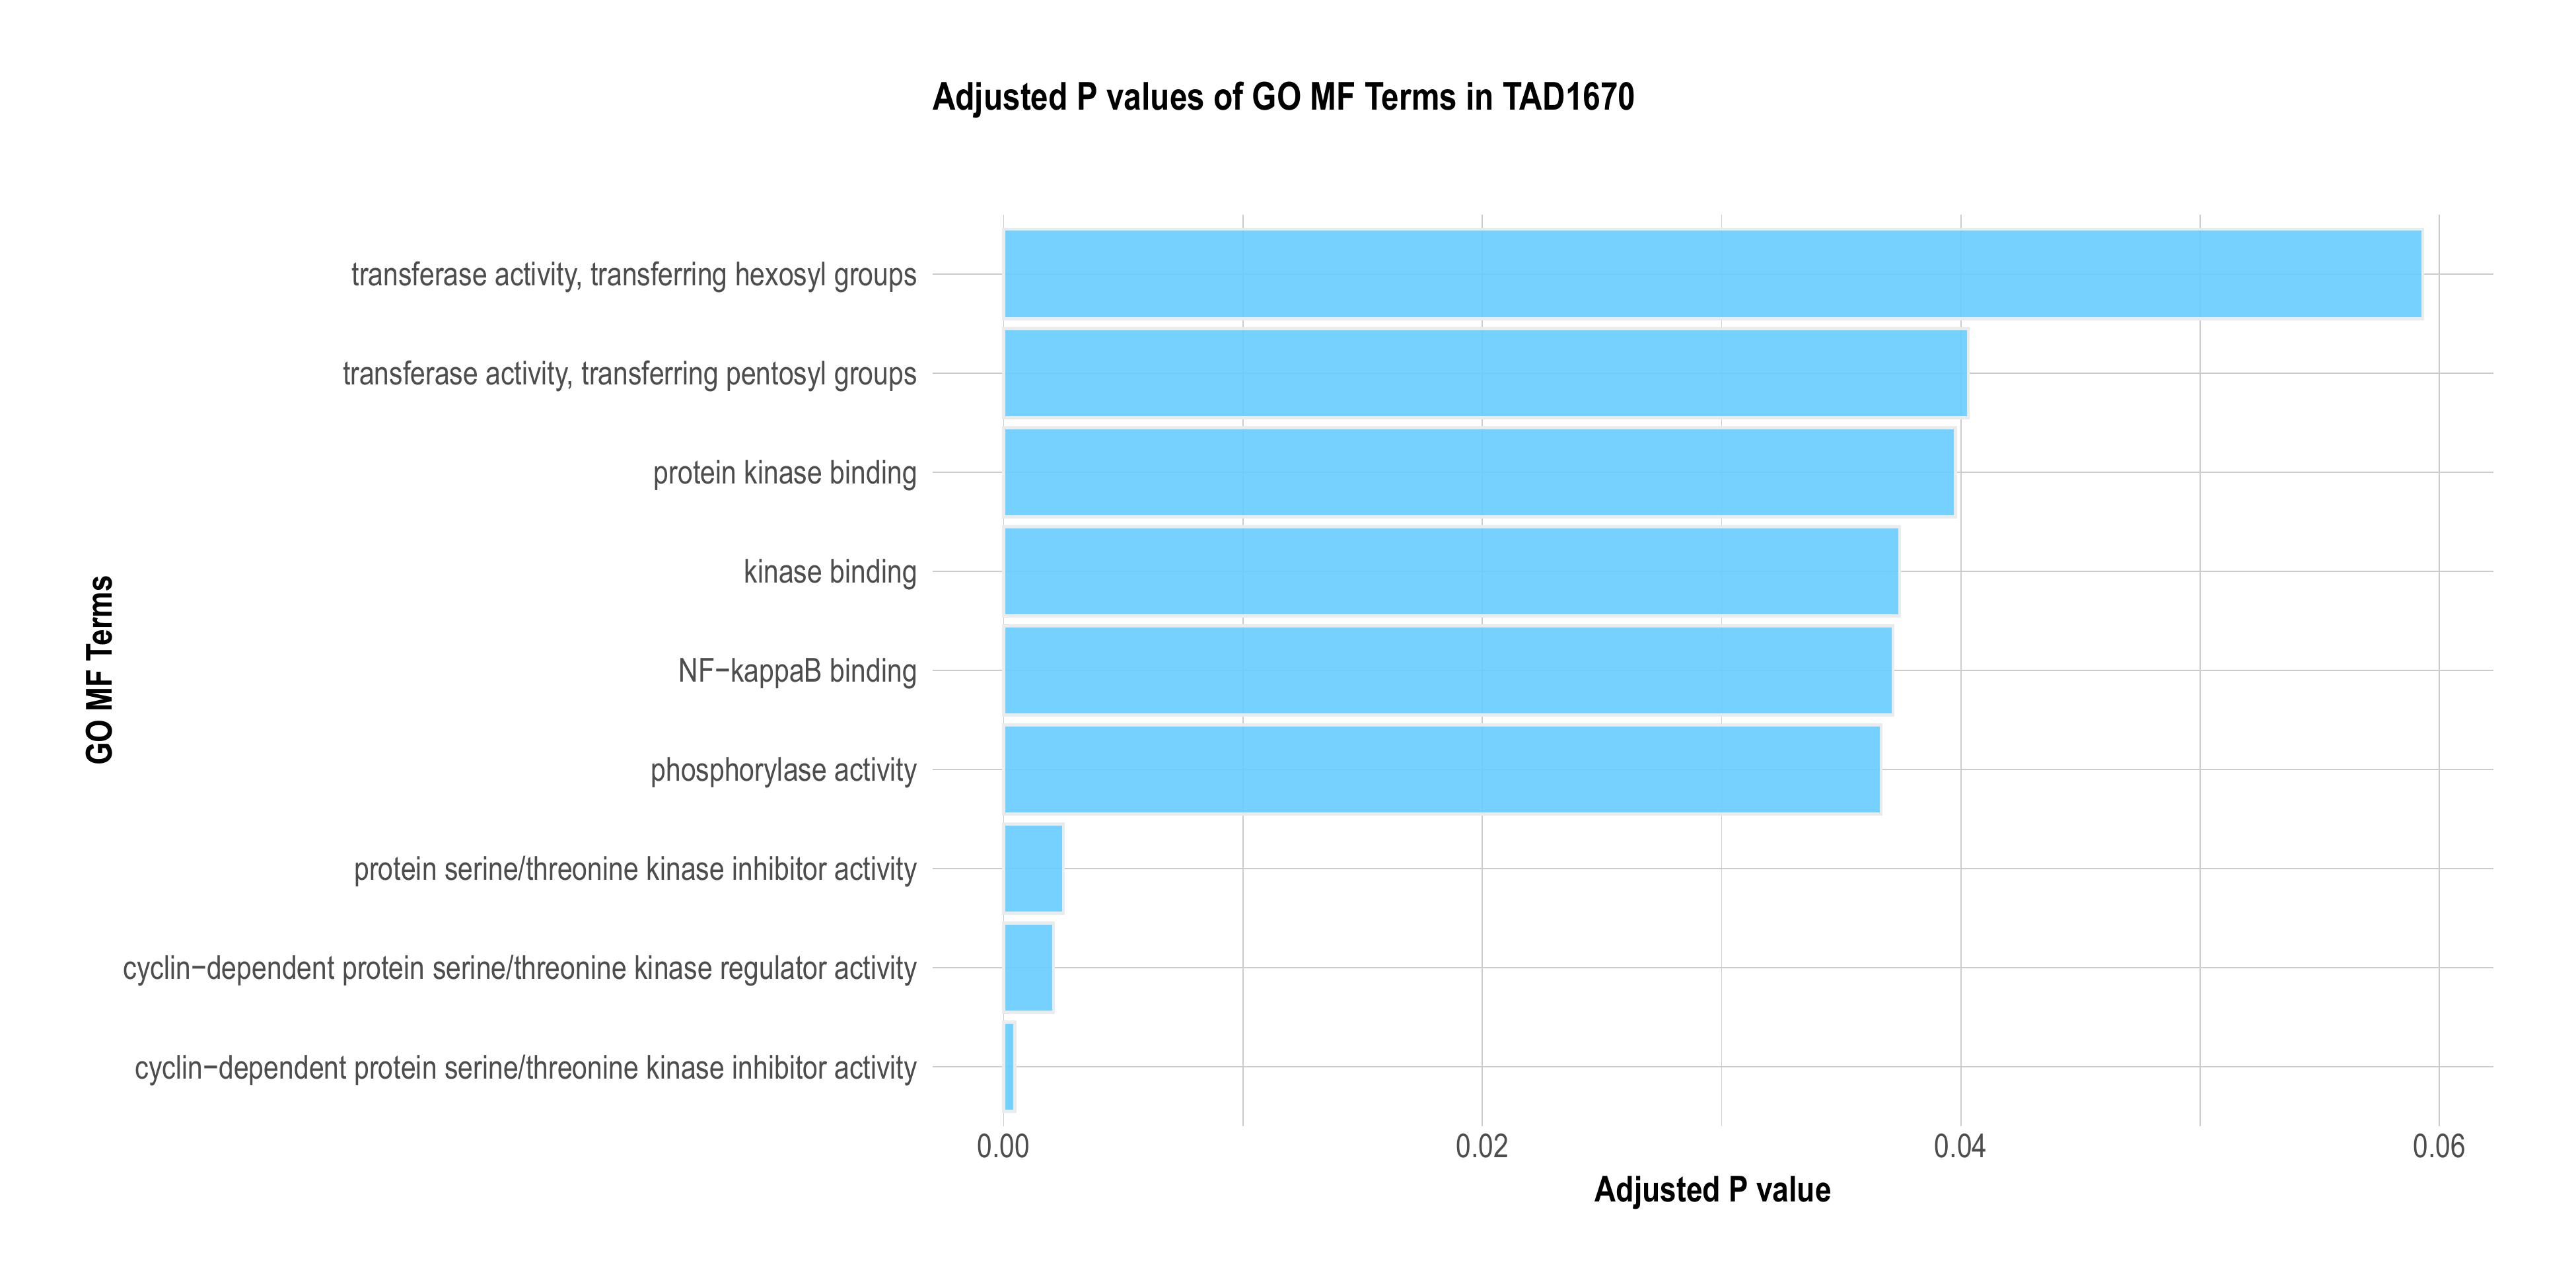 Adjusted P values of GO MF Terms in TAD1670
GO MF Terms
transferase activity, transferring hexosyl groups
transferase activity, transferring pentosyl groups
protein kinase binding
kinase binding
NF−kappaB binding
phosphorylase activity
protein serine/threonine kinase inhibitor activity
cyclin−dependent protein serine/threonine kinase regulator activity
cyclin−dependent protein serine/threonine kinase inhibitor activity
0.00 0.02 0.04 0.06
Adjusted P value